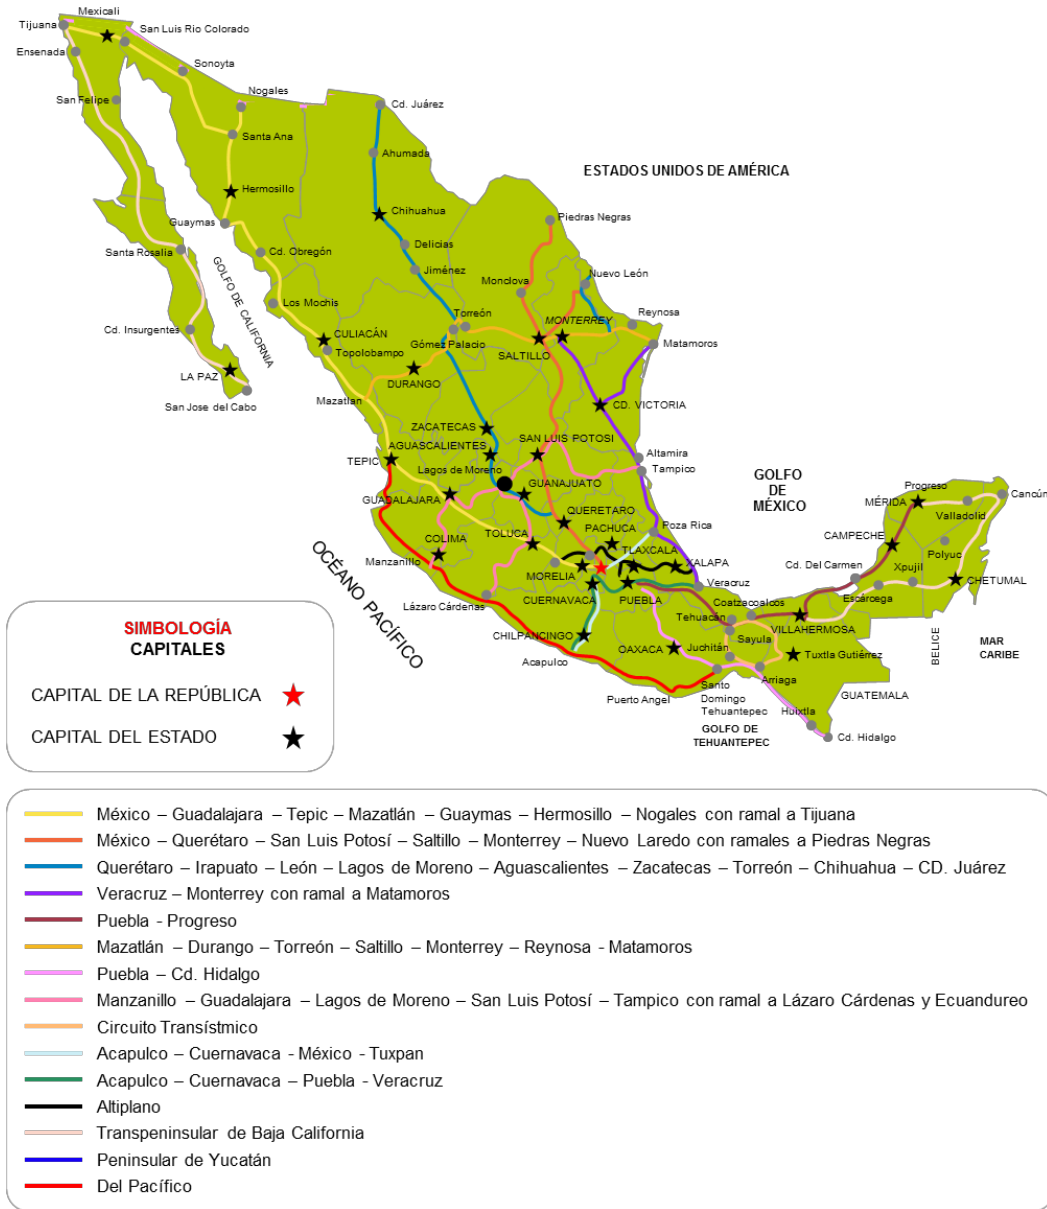 Mexicali
Tijuana
San Luis Rio Colorado
Ensenada
Sonoyta
Nogales
San Felipe
Cd. Juárez
Santa Ana
Ahumada
ESTADOS UNIDOS DE AMÉRICA
Hermosillo
Chihuahua
Piedras Negras
Guaymas
Santa Rosalia
Cd. Obregón
Delicias
GOLFO DE CALIFORNIA
Jiménez
Monclova
Nuevo León
Los Mochis
Torreón
MONTERREY
Reynosa
Cd. Insurgentes
CULIACÁN
Gómez Palacio
Matamoros
Topolobampo
SALTILLO
LA PAZ
DURANGO
San Jose del Cabo
Mazatlan
CD. VICTORIA
ZACATECAS
AGUASCALIENTES
SAN LUIS POTOSI
TEPIC
Altamira
Lagos de Moreno
Tampico
GUANAJUATO
GOLFO
DE
MÉXICO
Progreso
MÉRIDA
Cancún
GUADALAJARA
QUERETARO
Valladolid
PACHUCA
Poza Rica
TOLUCA
CAMPECHE
COLIMA
TLAXCALA
Polyuc
OCÉANO PACÍFICO
Manzanillo
MORELIA
XALAPA
Cd. Del Carmen
Xpujil
CHETUMAL
Veracruz
CUERNAVACA
PUEBLA
Escárcega
Lázaro Cárdenas
Coatzacoalcos
Tehuacán
VILLAHERMOSA
CHILPANCINGO
Sayula
BELICE
MAR
CARIBE
Acapulco
OAXACA
Juchitán
Tuxtla Gutiérrez
Arriaga
Puerto Angel
Santo
Domingo
Tehuantepec
GUATEMALA
Huixtla
GOLFO DE
TEHUANTEPEC
Cd. Hidalgo
SIMBOLOGÍA
CAPITALES
CAPITAL DE LA REPÚBLICA
CAPITAL DEL ESTADO
México – Guadalajara – Tepic – Mazatlán – Guaymas – Hermosillo – Nogales con ramal a Tijuana
México – Querétaro – San Luis Potosí – Saltillo – Monterrey – Nuevo Laredo con ramales a Piedras Negras
Querétaro – Irapuato – León – Lagos de Moreno – Aguascalientes – Zacatecas – Torreón – Chihuahua – CD. Juárez
Veracruz – Monterrey con ramal a Matamoros
Puebla - Progreso
Mazatlán – Durango – Torreón – Saltillo – Monterrey – Reynosa - Matamoros
Puebla – Cd. Hidalgo
Manzanillo – Guadalajara – Lagos de Moreno – San Luis Potosí – Tampico con ramal a Lázaro Cárdenas y Ecuandureo
Circuito Transístmico
Acapulco – Cuernavaca - México - Tuxpan
Acapulco – Cuernavaca – Puebla - Veracruz
Altiplano
Transpeninsular de Baja California
Peninsular de Yucatán
Del Pacífico